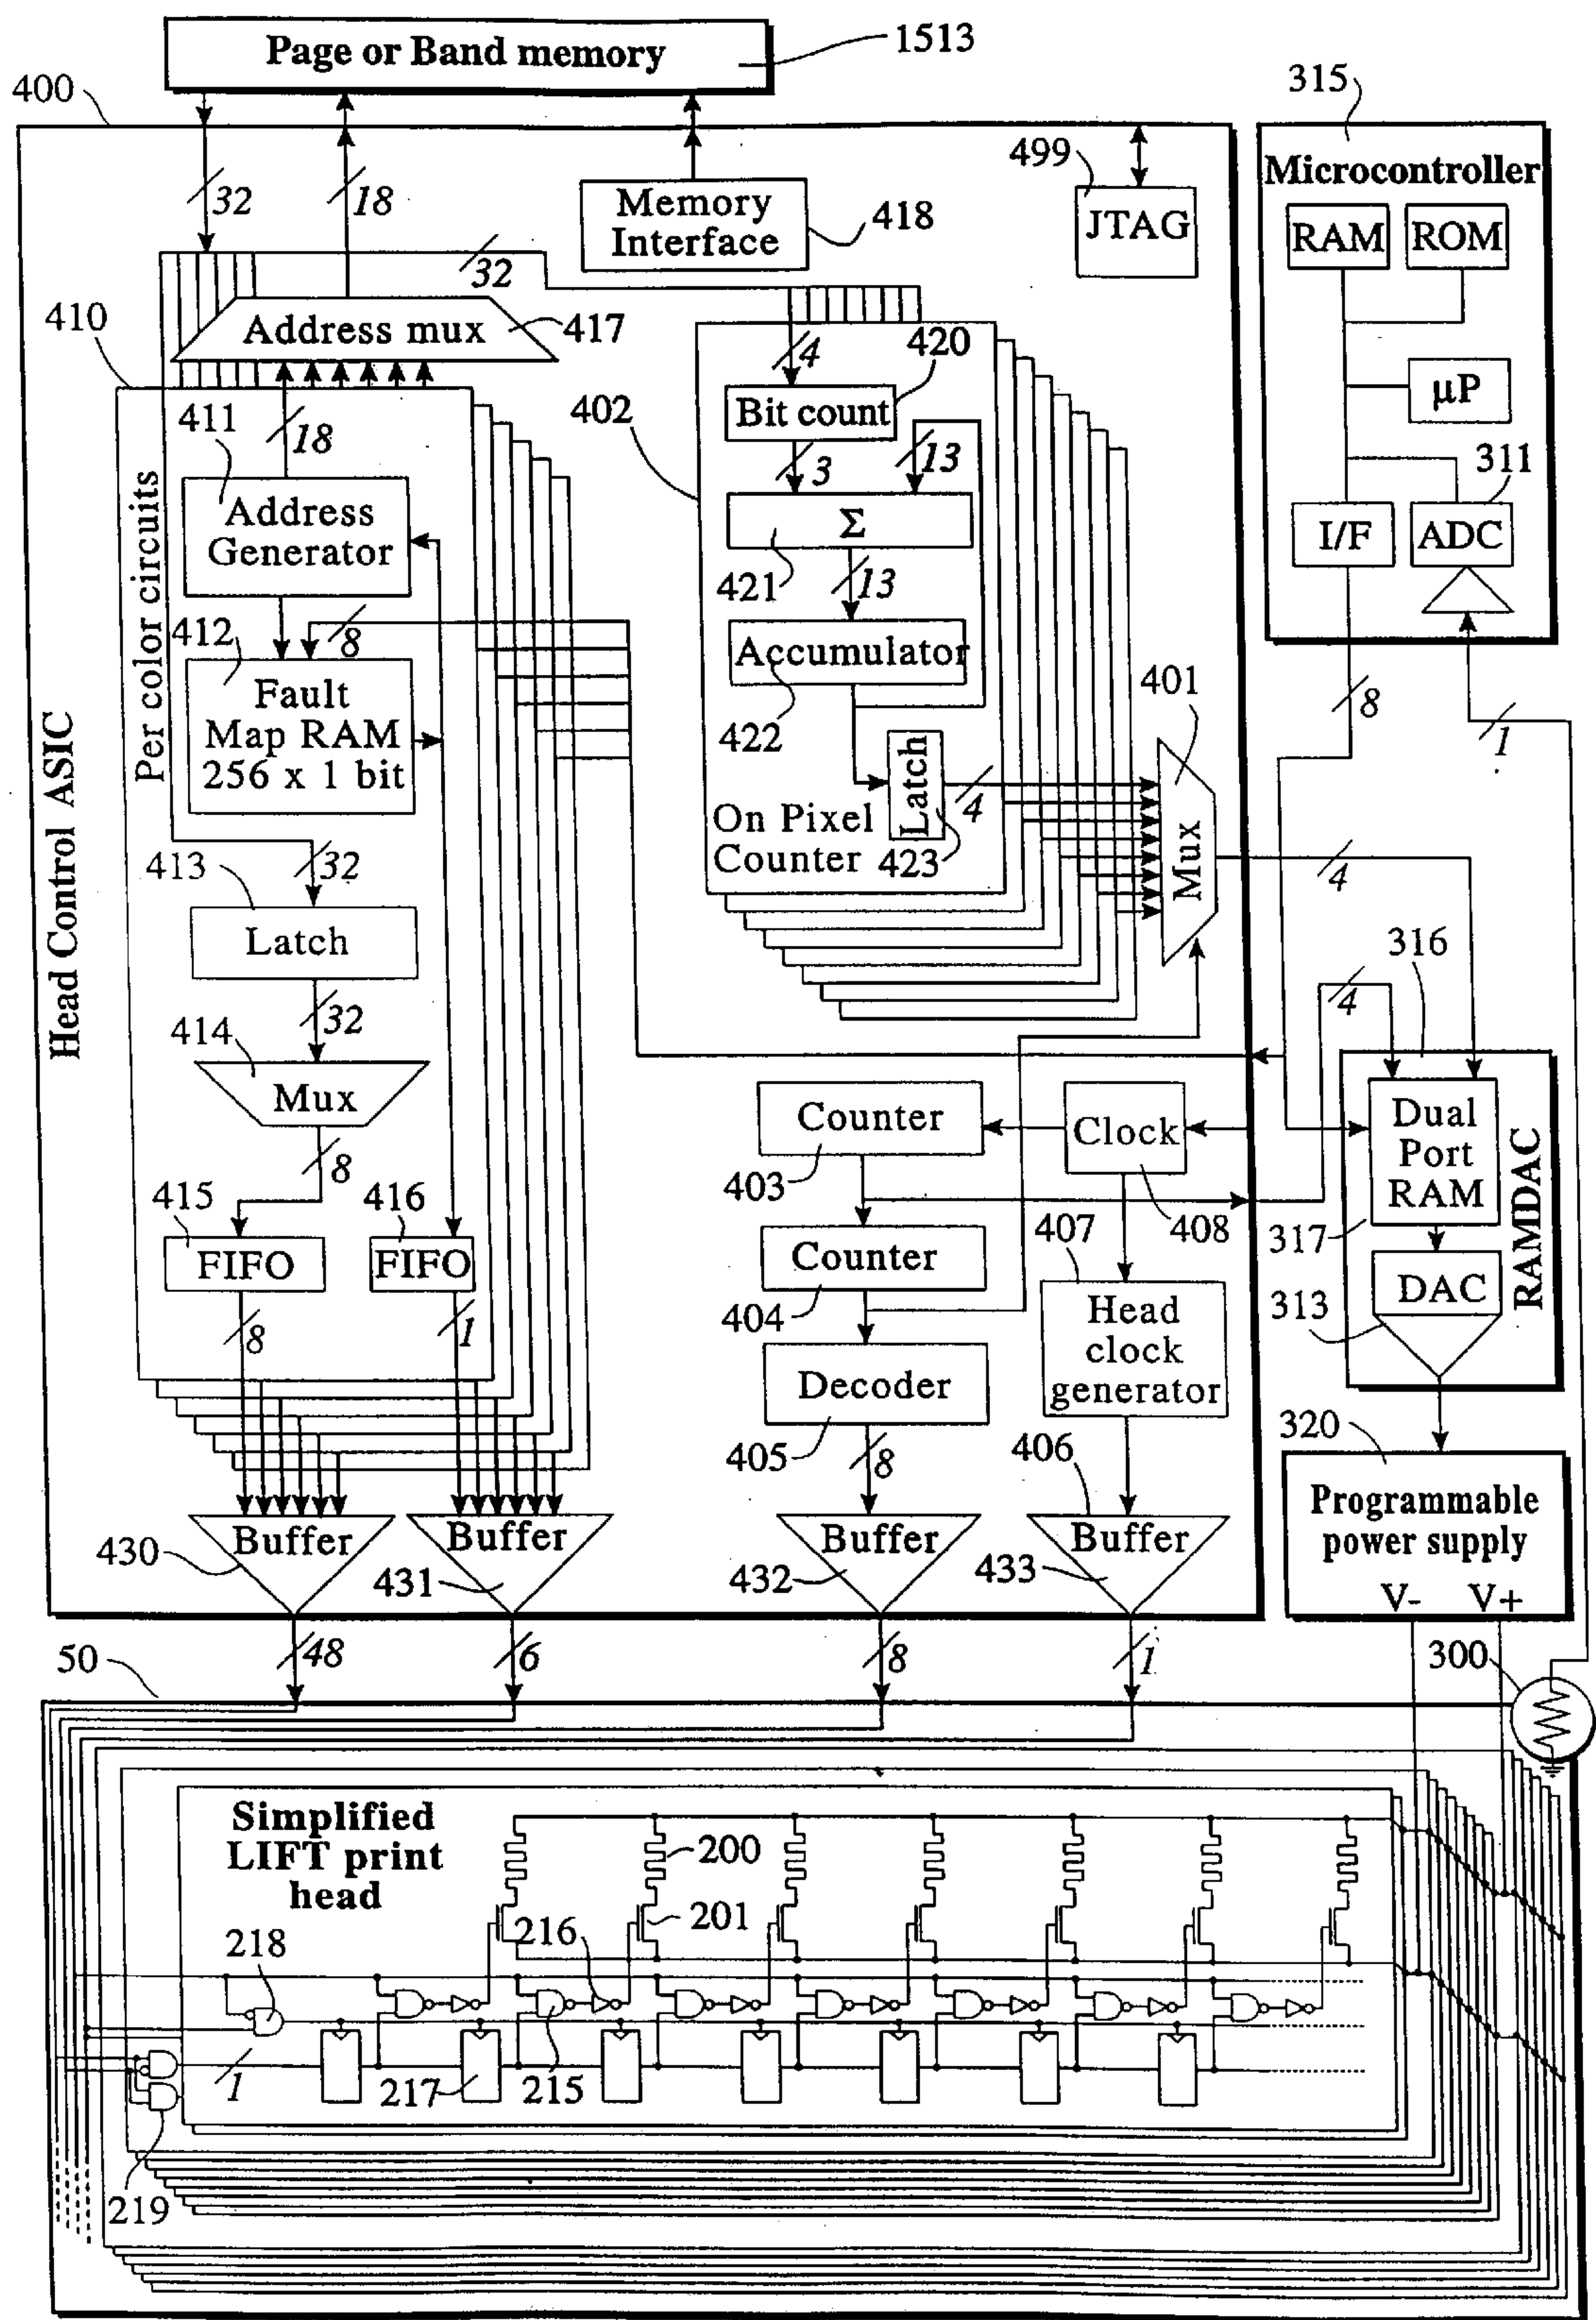 Page or Band memory
1513
400
315
32
18
Memory
Interface
418
499
JTAG
Microcontroller
RAM
ROM
32
410
Address mux
417
4
420
µP
411
18
402
Bit count
3
13
311
Address
Generator
Σ
I/F
ADC
421
13
Per color circuits
412
8
Accumulator
401
Fault
Map RAM
256 x 1 bit
422
8
1
Latch
4
On Pixel
Counter
423
Mux
4
Head Control ASIC
413
32
Latch
316
4
32
414
Mux
Counter
Clock
Dual
Port
RAM
8
403
415
416
408
407
317
RAMDAC
FIFO
FIFO
Counter
DAC
404
Head
clock
generator
313
8
1
Decoder
320
405
8
406
Programmable
power supply
Buffer
Buffer
Buffer
Buffer
430
431
432
433
V-
V+
50
48
6
8
1
300
Simplified
LIFT print
head
200
201
216
218
1
217
215
219